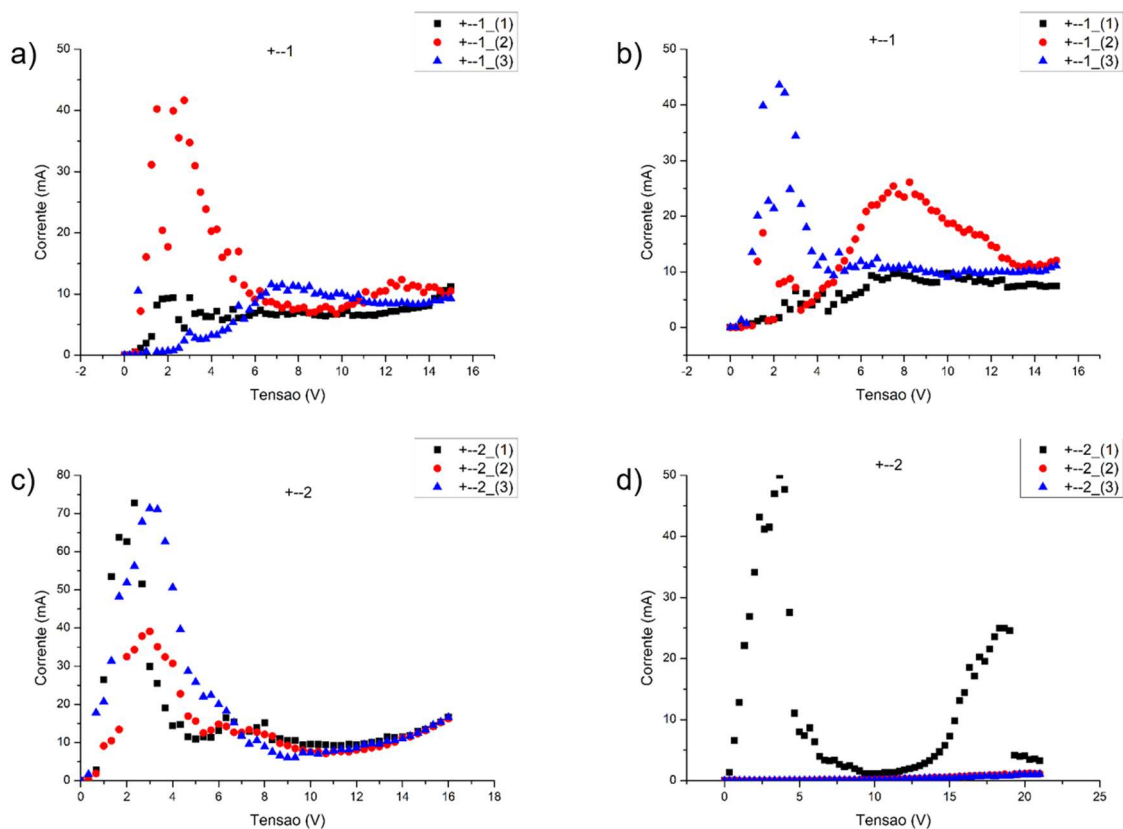 a)
+--1
+--1_(1)
+--1_(2)
+--1_(3)
50
40
30
20
10
0
Corrente (mA)
-2 0 2 4 6 8 10 12 14 16
Tensao (V)
b)
+--1
+--1_(1)
+--1_(2)
+--1_(3)
50
40
30
20
10
0
Corrente (mA)
-2 0 2 4 6 8 10 12 14 16
Tensao (V)
c)
+--2
+--2_(1)
+--2_(2)
+--2_(3)
80
70
60
50
40
30
20
10
0
Corrente (mA)
0 2 4 6 8 10 12 14 16 18
Tensao (V)
d)
+--2
+--2_(1)
+--2_(2)
+--2_(3)
50
40
30
20
10
0
Corrente (mA)
0 5 10 15 20 25
Tensao (V)